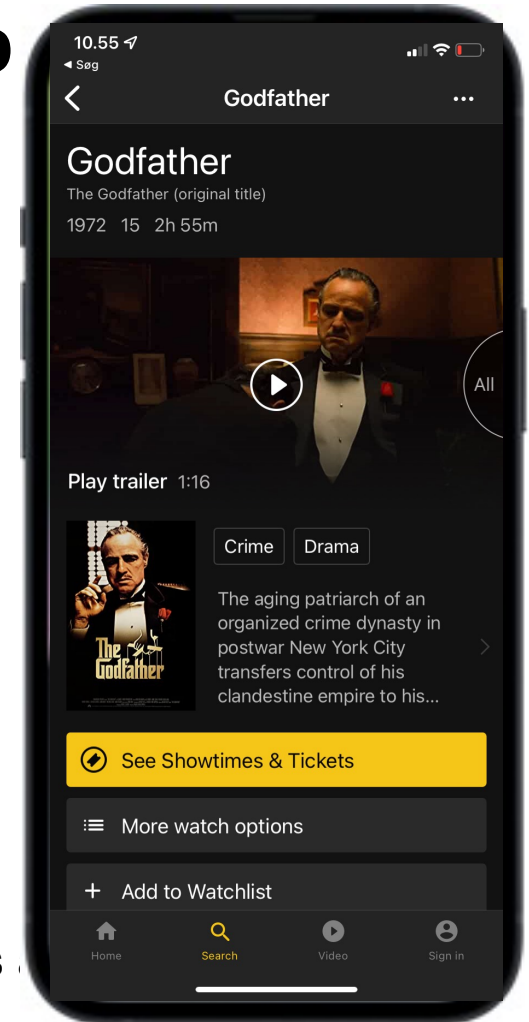 10.55
◄ Søg
Godfather
Godfather
The Godfather (original title)
1972 15 2h 55m
All
Play trailer 1:16
Crime
Drama
The Godfather
The aging patriarch of an
organized crime dynasty in
postwar New York City
transfers control of his
clandestine empire to his...
See Showtimes & Tickets
More watch options
+ Add to Watchlist
Home
Search
Video
Sign in